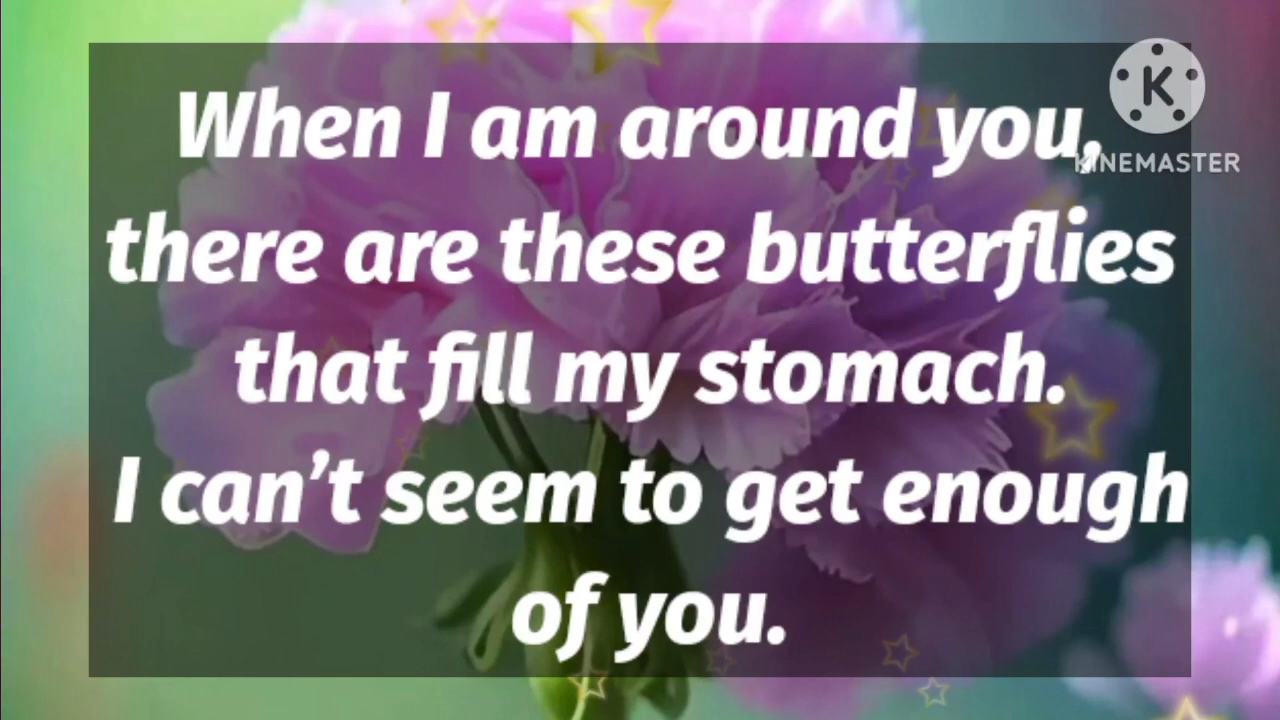 When I am around you,
KINEMASTER
there are these butterflies
that fill my stomach.
I can’t seem to get enough
of you.